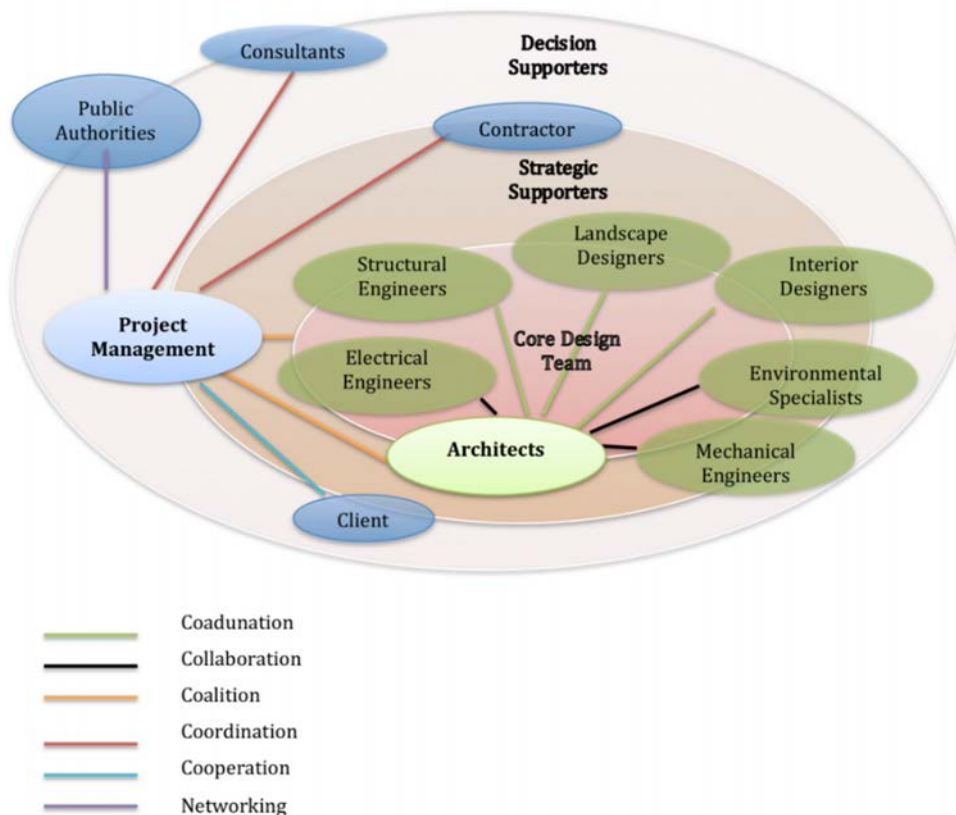 Decision
Supporters
Consultants
Public
Authorities
Contractor
Strategic
Supporters
Landscape
Designers
Structural
Engineers
Interior
Designers
Project
Management
Core Design
Team
Electrical
Engineers
Environmental
Specialists
Architects
Mechanical
Engineers
Client
Coadunation
Collaboration
Coalition
Coordination
Cooperation
Networking